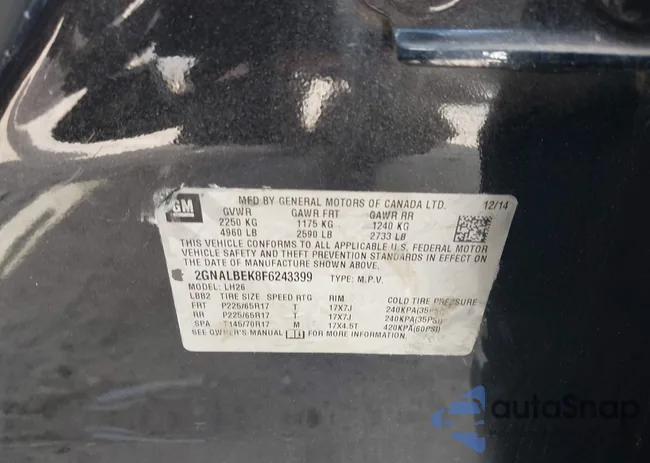 GM
MFD BY GENERAL MOTORS OF CANADA LTD. 12/14
GVWR GAWR FRT GAWR RR
2250 KG 1175 KG 1240 KG
4960 LB 2590 LB 2733 LB
THIS VEHICLE CONFORMS TO ALL APPLICABLE U.S. FEDERAL MOTOR
VEHICLE SAFETY AND THEFT PREVENTION STANDARDS IN
EFFECT ON THE DATE OF MANUFACTURE SHOWN ABOVE.
2GNALBEK8F6243399 TYPE: M.P.V.
MODEL: LH26
LBB2 TIRE SIZE SPEED RTG RIM COLD TIRE PRESSURE
FRT P225/65R17 T 17X7J 240KPA(35PSI)
RR P225/65R17 T 17X7J 240KPA(35PSI)
SPA T145/70R17 M 17X4.5T 420KPA(60PSI)
SEE OWNER'S MANUAL FOR MORE INFORMATION.
autoSnap